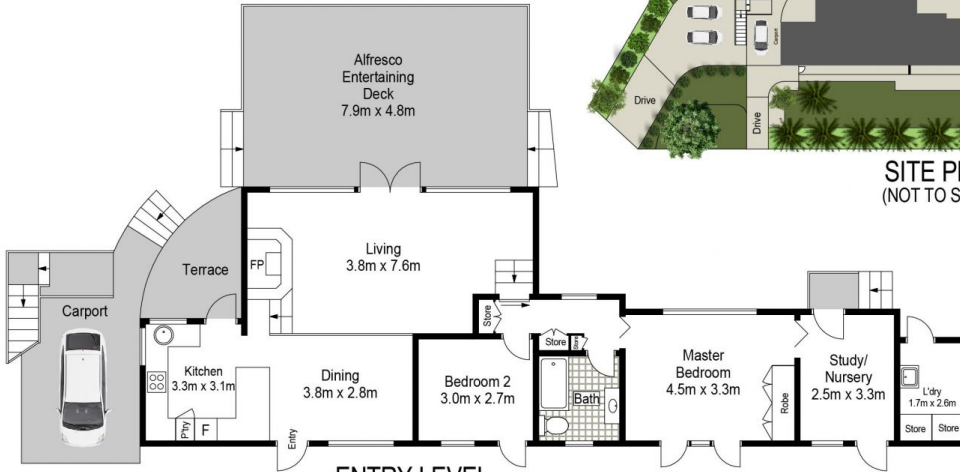 Alfresco
Entertaining
Deck
7.9m x 4.8m
Carport
Drive
Drive
SITE
(NOT TO
Living
3.8m x 7.6m
FP
Terrace
Carport
Store
Store
Store
Kitchen
3.3m x 3.1m
Dining
3.8m x 2.8m
Bedroom 2
3.0m x 2.7m
Bath
Master
Bedroom
4.5m x 3.3m
Robe
Study/
Nursery
2.5m x 3.3m
L'dry
1.7m x 2.6m
Store
Store
P'try
F
Entry
ENTRY LEVEL